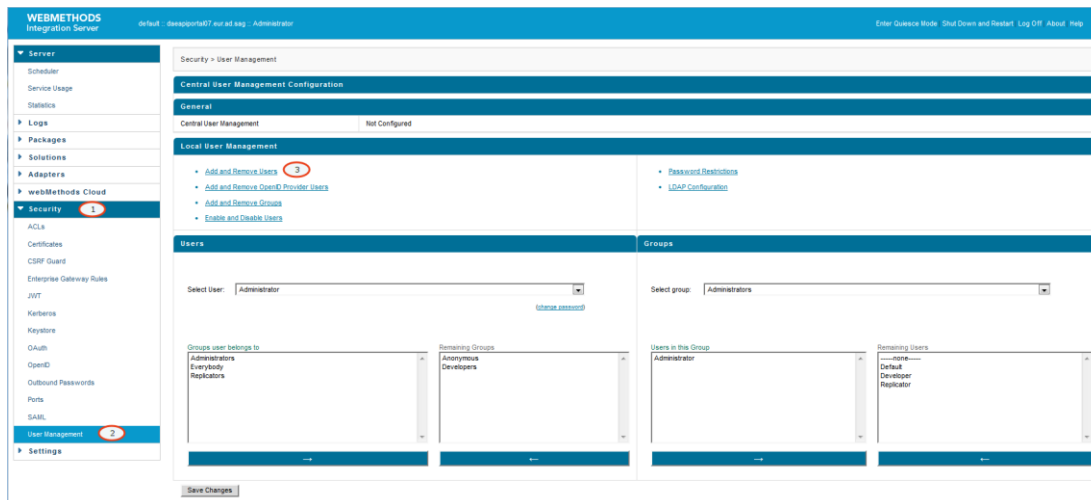 WEBMETHODS
Integration Server
default :: daeapiportal07.eur.ad.sag :: Administrator
Enter Quiesce Mode Shut Down and Restart Log Off About Help
Server
Scheduler
Service Usage
Statistics
Logs
Packages
Solutions
Adapters
webMethods Cloud
Security 1
ACLs
Certificates
CSRF Guard
Enterprise Gateway Rules
JWT
Kerberos
Keystore
OAuth
OpenID
Outbound Passwords
Ports
SAML
User Management 2
Settings
Security > User Management
Central User Management Configuration
General
Central User Management Not Configured
Local User Management
Add and Remove Users 3
Add and Remove OpenID Provider Users
Add and Remove Groups
Enable and Disable Users
Password Restrictions
LDAP Configuration
Users
Select User: Administrator
(change password)
Groups user belongs to
Administrators
Everybody
Replicators
Remaining Groups
Anonymous
Developers
→ ←
Groups
Select group: Administrators
Users in this Group
Administrator
Remaining Users
-----none-----
Default
Developer
Replicator
→ ←
Save Changes